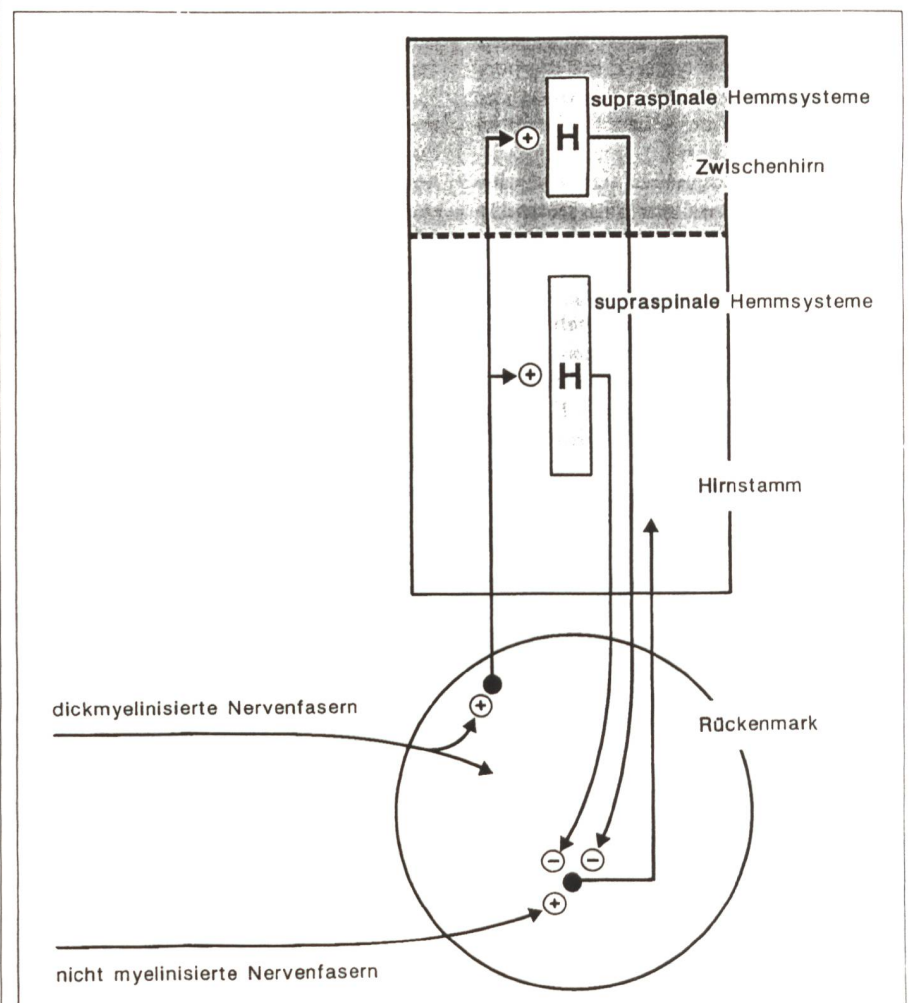 supraspinale Hemmsysteme
+ H
Zwischenhirn
supraspinale Hemmsysteme
+ H
Hirnstamm
dickmyelinisierte Nervenfasern
+
Rückenmark
− −
+
nicht myelinisierte Nervenfasern